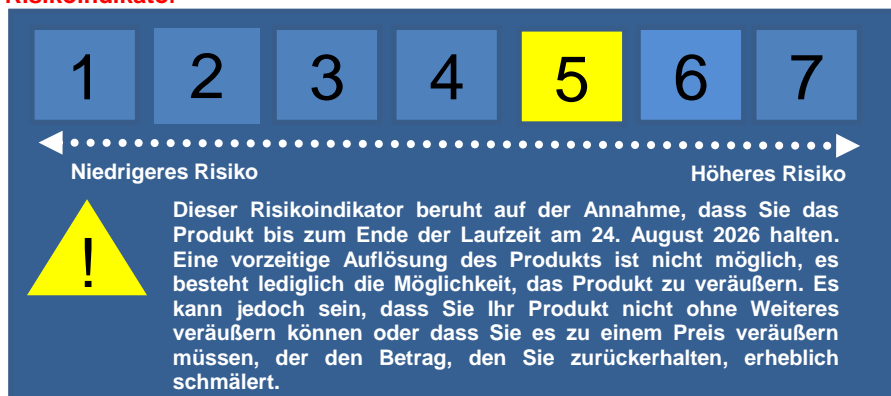 Risikoindikator
1 2 3 4 5 6 7
Niedrigeres Risiko Höheres Risiko
!
Dieser Risikoindikator beruht auf der Annahme, dass Sie das
Produkt bis zum Ende der Laufzeit am 24. August 2026 halten.
Eine vorzeitige Auflösung des Produkts ist nicht möglich, es
besteht lediglich die Möglichkeit, das Produkt zu veräußern. Es
kann jedoch sein, dass Sie Ihr Produkt nicht ohne Weiteres
veräußern können oder dass Sie es zu einem Preis veräußern
müssen, der den Betrag, den Sie zurückerhalten, erheblich
schmälert.